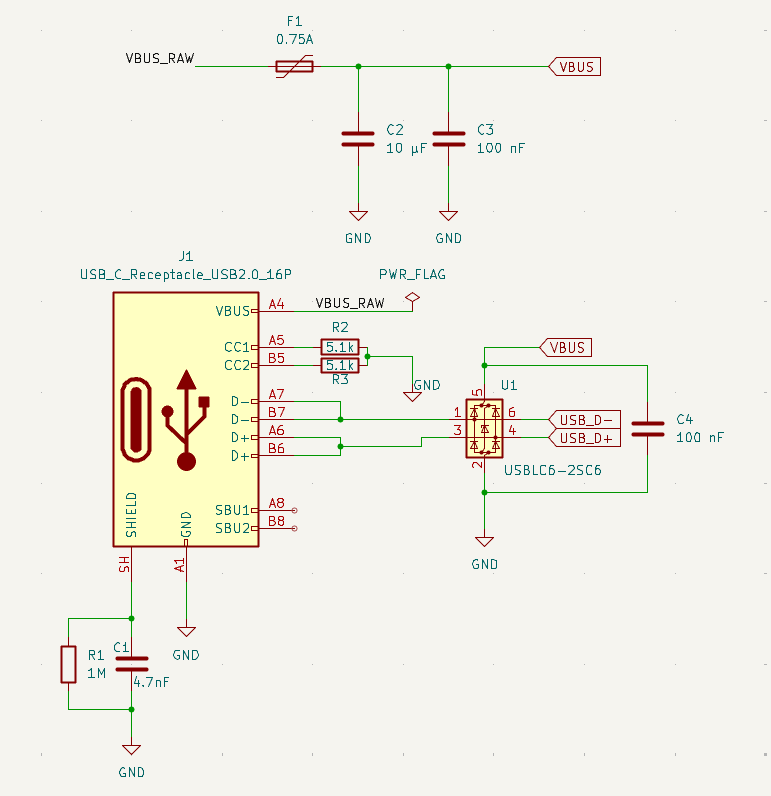 F1
0.75A
VBUS_RAW
VBUS
C2
10 µF
C3
100 nF
GND
GND
J1
USB_C_Receptacle_USB2.0_16P
PWR_FLAG
VBUS
A4
VBUS_RAW
R2
CC1
A5
5.1k
VBUS
CC2
B5
5.1k
R3
GND
U1
D-
A7
5
D-
B7
1
6
USB_D-
C4
D+
A6
3
4
USB_D+
100 nF
D+
B6
2
USBLC6-2SC6
SBU1
A8
SBU2
B8
SHIELD
GND
SH
A1
GND
GND
R1
1M
C1
4.7nF
GND